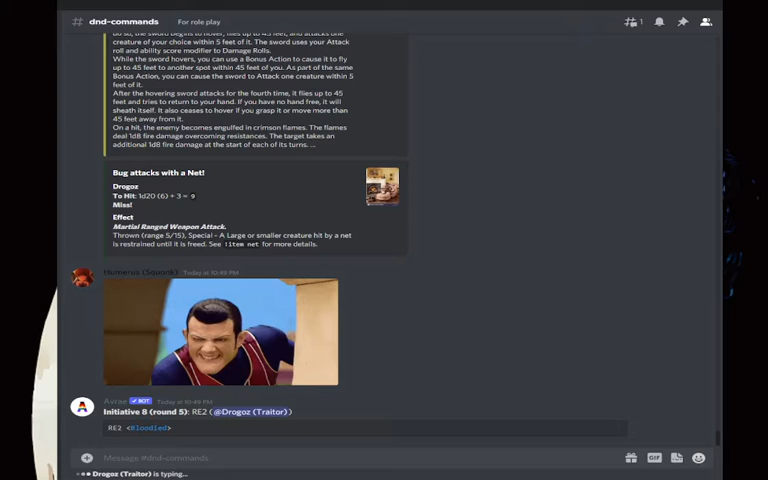 # dnd-commands For role play 1
do so, the sword begins to hover, flies up to 45 feet, and attacks one
creature of your choice within 5 feet of it. The sword uses your Attack
roll and ability score modifier to Damage Rolls.
While the sword hovers, you can use a Bonus Action to cause it to fly
up to 45 feet to another spot within 45 feet of you. As part of the same
Bonus Action, you can cause the sword to Attack one creature within 5
feet of it.
After the hovering sword attacks for the fourth time, it flies up to 45
feet and tries to return to your hand. If you have no hand free, it will
sheath itself. It also ceases to hover if you grasp it or move more than
45 feet away from it.
On a hit, the enemy becomes engulfed in crimson flames. The flames
deal 1d8 fire damage overcoming resistances. The target takes an
additional 1d8 fire damage at the start of each of its turns. ...
Bug attacks with a Net!
Drogoz
To Hit: 1d20 (6) + 3 = 9
Miss!
Effect
Martial Ranged Weapon Attack.
Thrown (range 5/15), Special - A Large or smaller creature hit by a net
is restrained until it is freed. See !item net for more details.
Humerus (Squonk) Today at 10:49 PM
Avrae ✓ BOT Today at 10:49 PM
Initiative 8 (round 5): RE2 (@Drogoz (Traitor))
RE2 <Bloodied>
Message #dnd-commands GIF
Drogoz (Traitor) is typing...